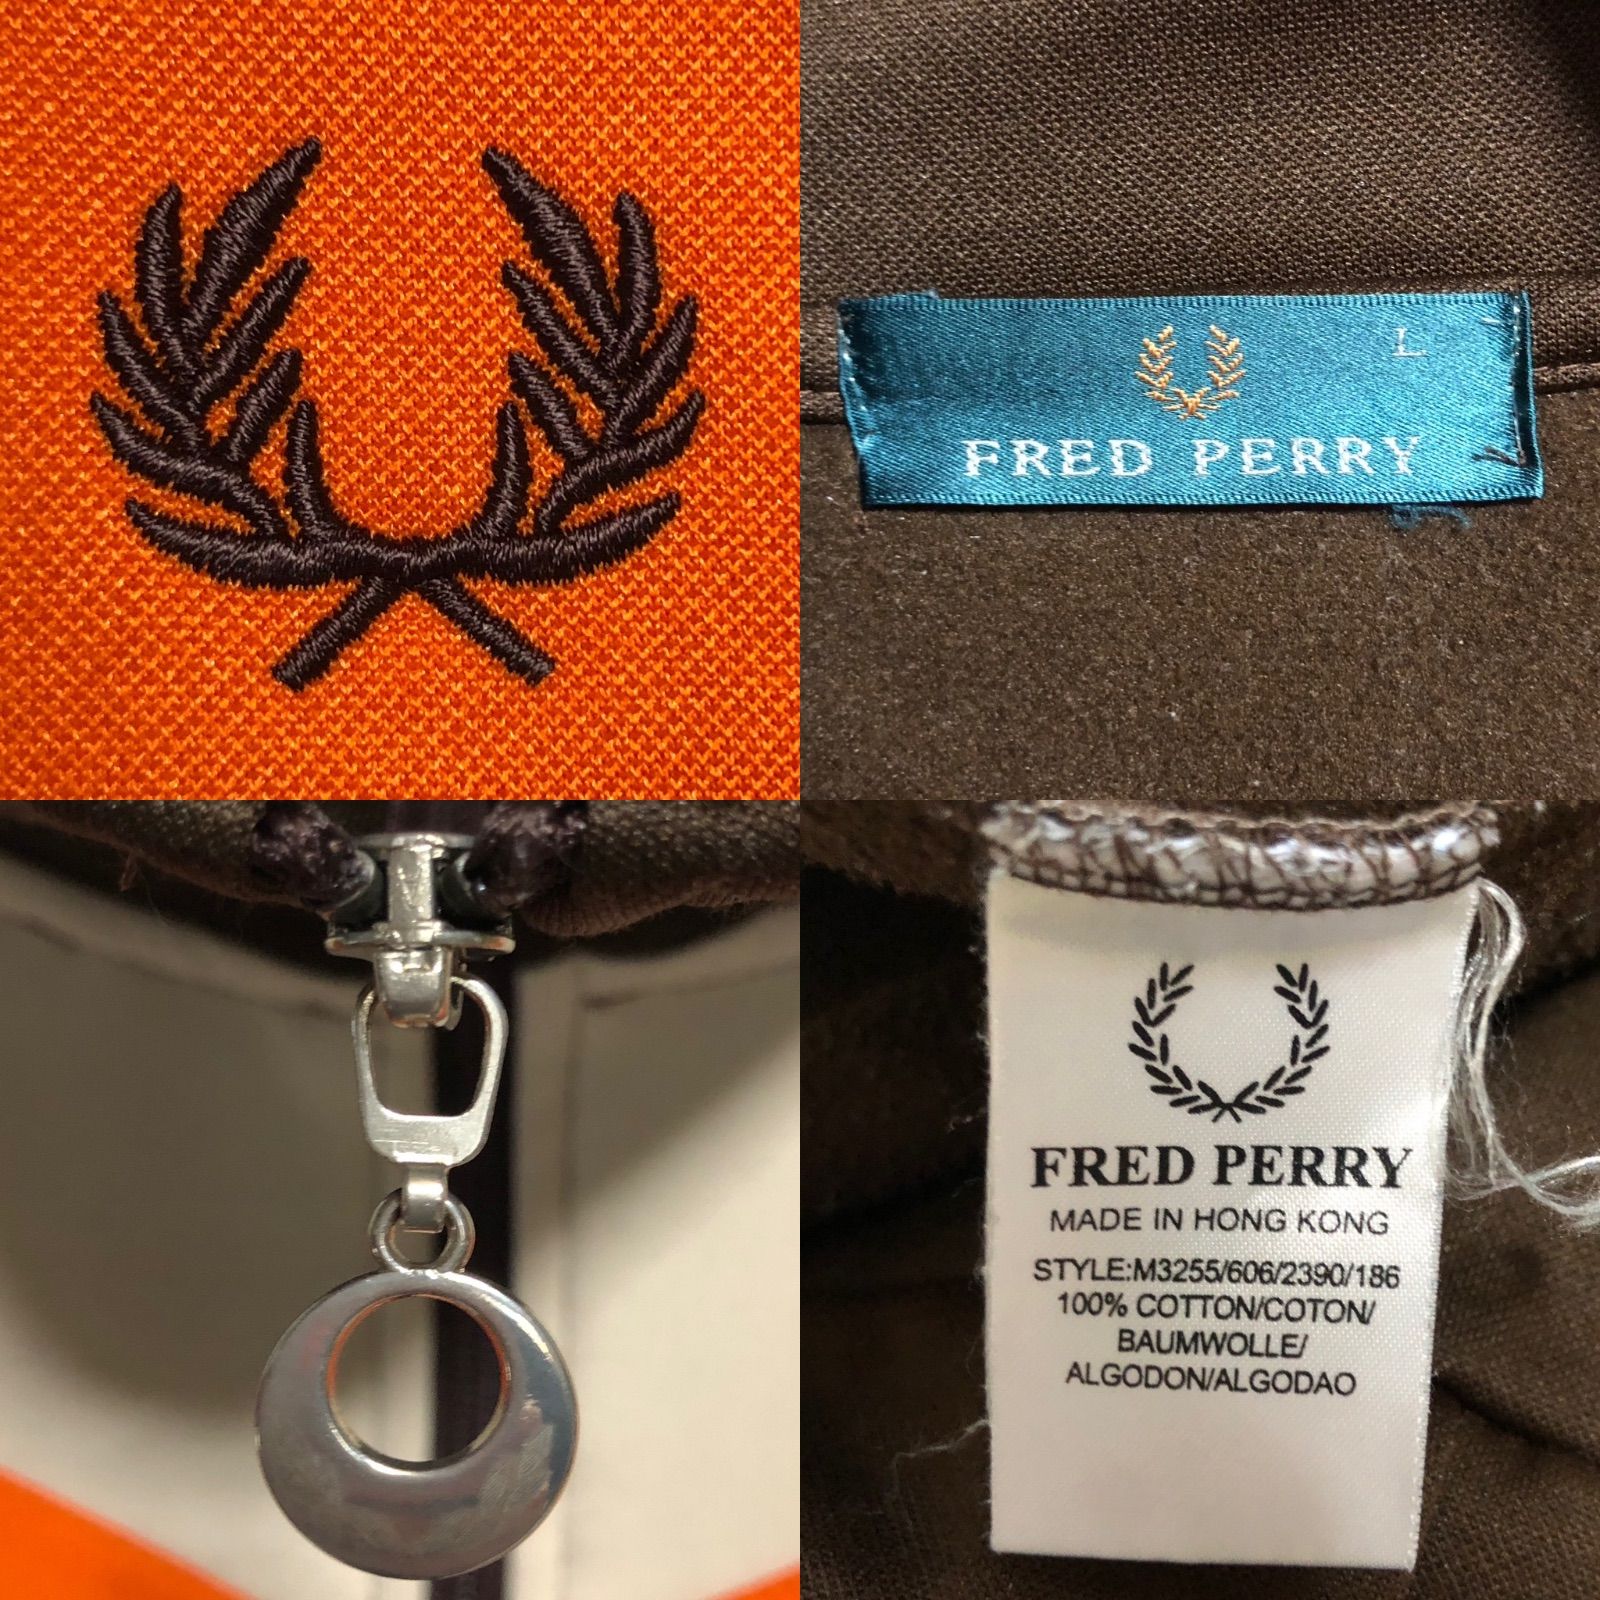 L
FRED PERRY
FRED PERRY
MADE IN HONG KONG
STYLE:M3255/606/2390/186
100% COTTON/COTON/
BAUMWOLLE/
ALGODON/ALGODAO